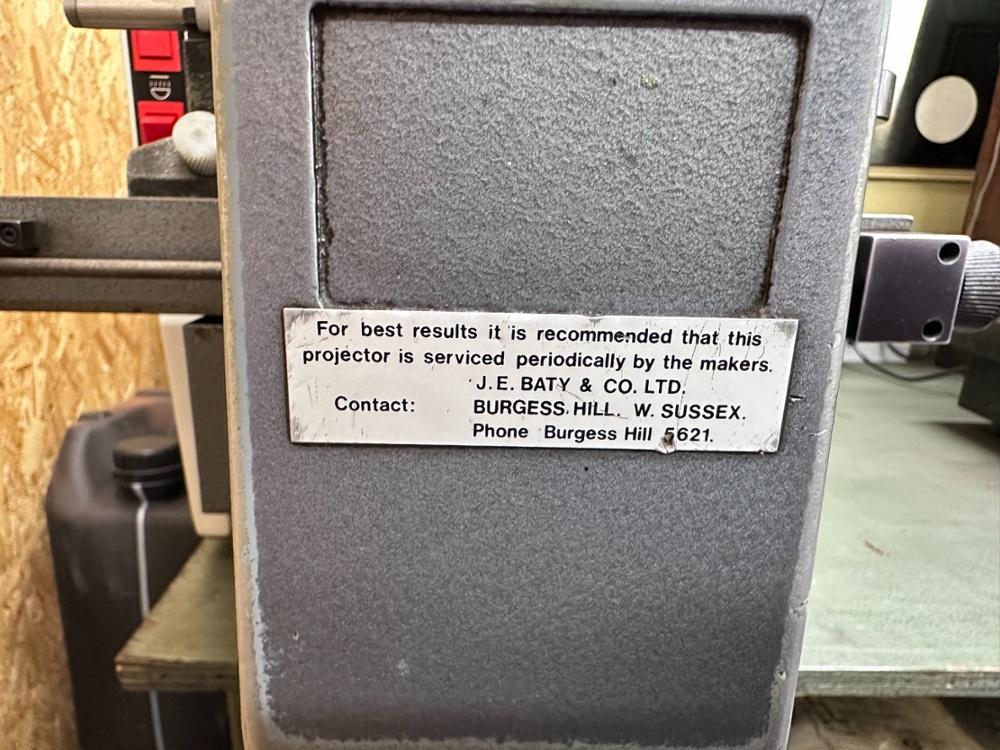 For best results it is recommended that this
projector is serviced periodically by the makers.
J. E. BATY & CO. LTD.
Contact: BURGESS HILL. W. SUSSEX.
Phone Burgess Hill 5621.